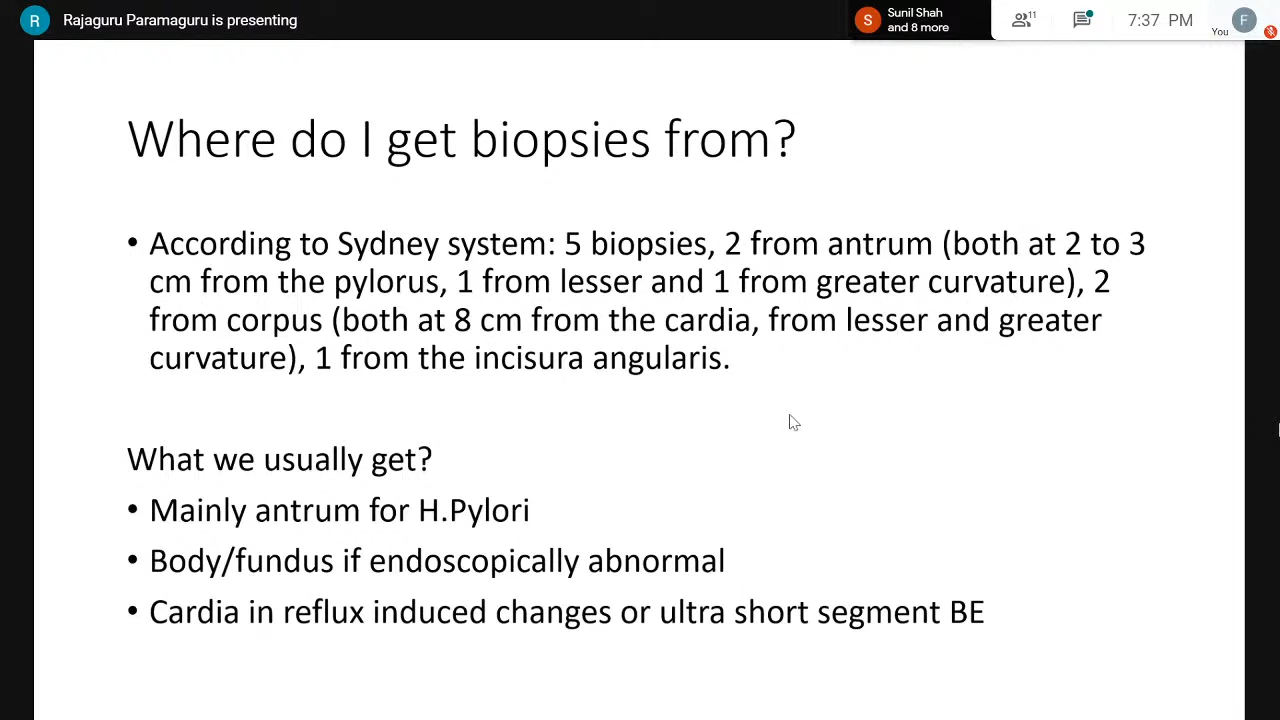 R Rajaguru Paramaguru is presenting
S Sunil Shah
and 8 more
11
7:37 PM
You
F
Where do I get biopsies from?
• According to Sydney system: 5 biopsies, 2 from antrum (both at 2 to 3
cm from the pylorus, 1 from lesser and 1 from greater curvature), 2
from corpus (both at 8 cm from the cardia, from lesser and greater
curvature), 1 from the incisura angularis.
What we usually get?
• Mainly antrum for H.Pylori
• Body/fundus if endoscopically abnormal
• Cardia in reflux induced changes or ultra short segment BE